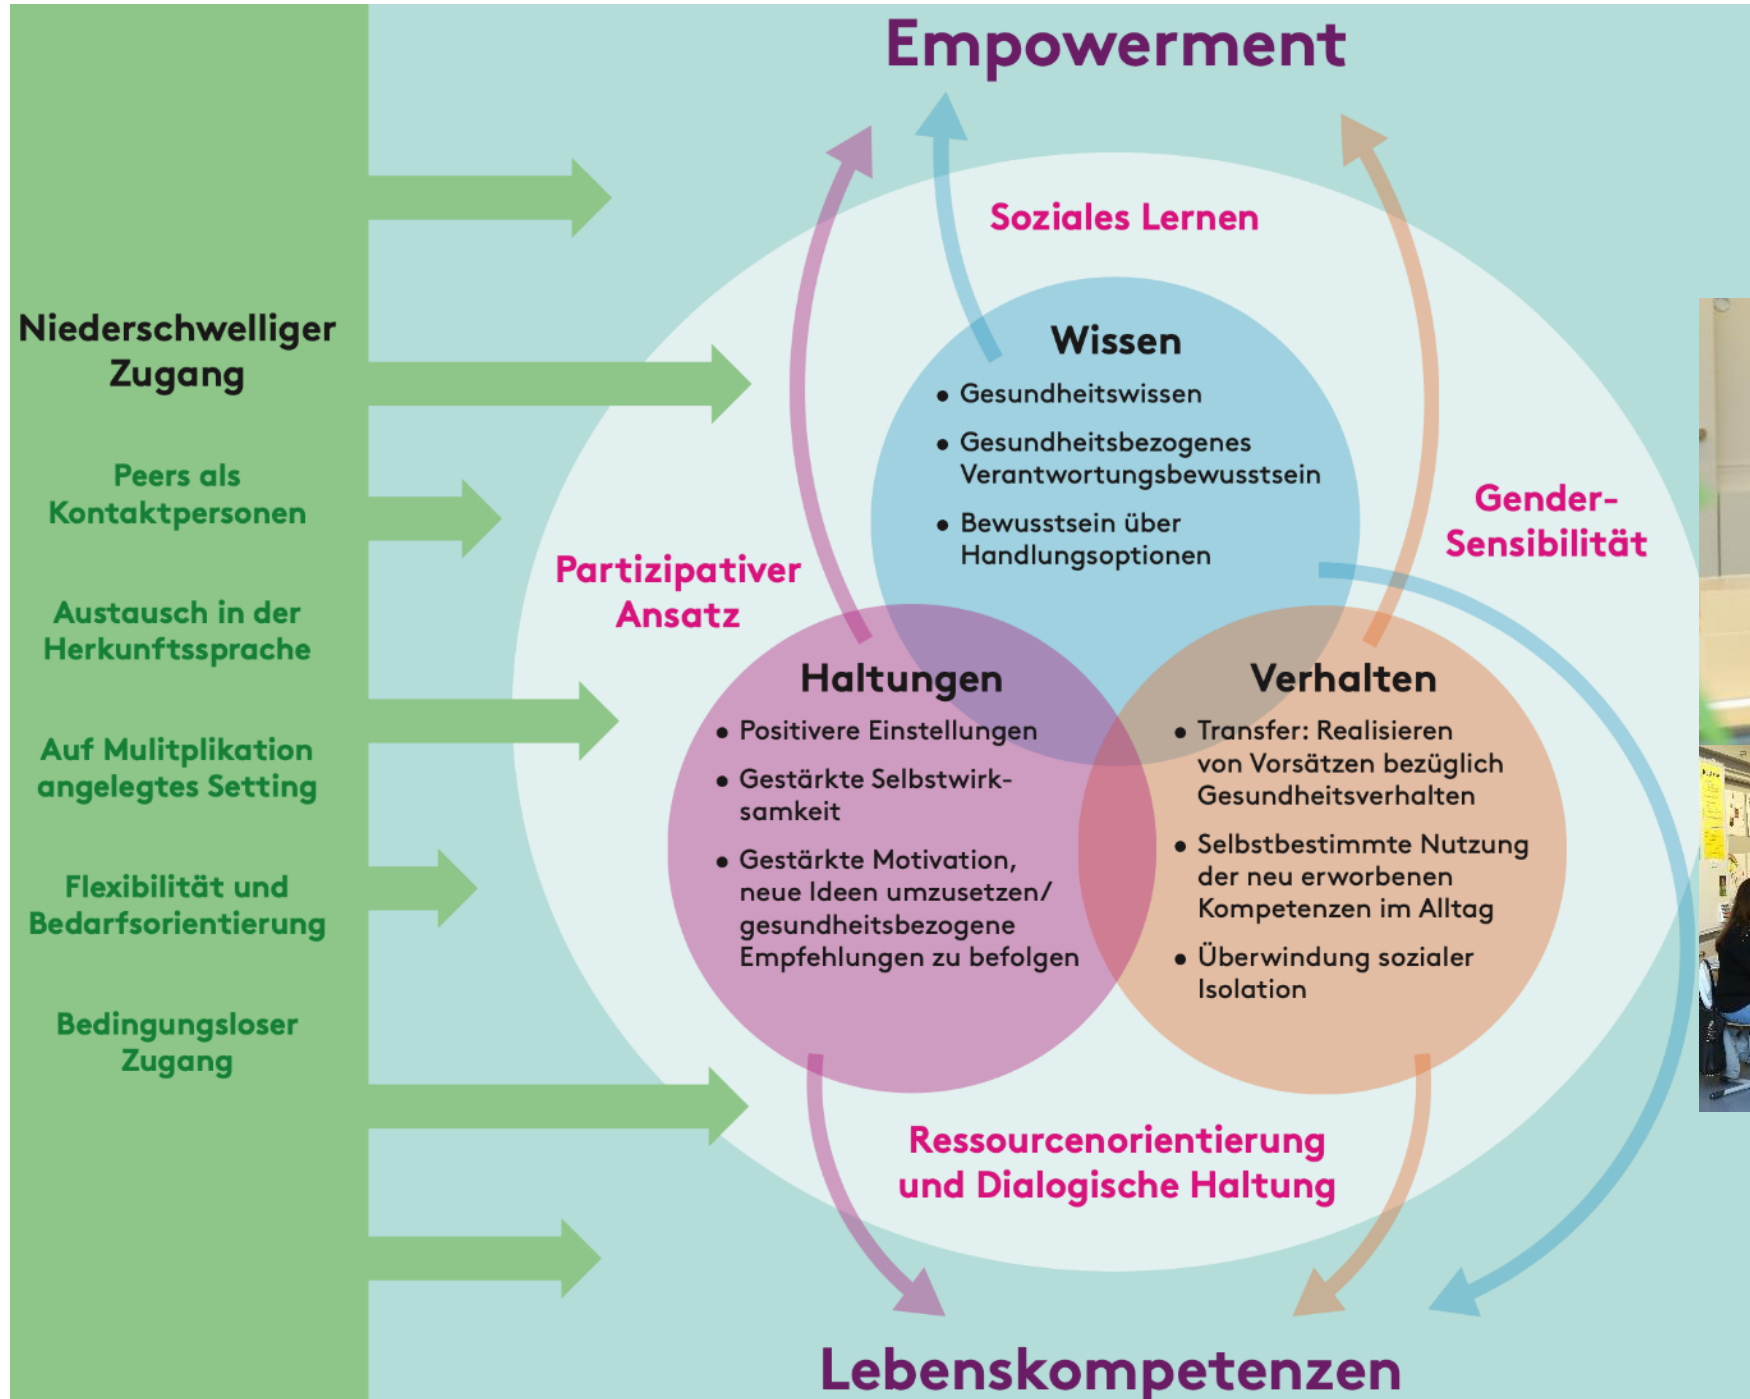 Empowerment
Niederschwelliger
Zugang
Peers als
Kontaktpersonen
Austausch in der
Herkunftssprache
Auf Mulitplikation
angelegtes Setting
Flexibilität und
Bedarfsorientierung
Bedingungsloser
Zugang
Soziales Lernen
Wissen
• Gesundheitswissen
• Gesundheitsbezogenes
Verantwortungsbewusstsein
• Bewusstsein über
Handlungsoptionen
Partizipativer
Ansatz
Gender-
Sensibilität
Haltungen
• Positivere Einstellungen
• Gestärkte Selbstwirk-
samkeit
• Gestärkte Motivation,
neue Ideen umzusetzen/
gesundheitsbezogene
Empfehlungen zu befolgen
Verhalten
• Transfer: Realisieren
von Vorsätzen bezüglich
Gesundheitsverhalten
• Selbstbestimmte Nutzung
der neu erworbenen
Kompetenzen im Alltag
• Überwindung sozialer
Isolation
Ressourcenorientierung
und Dialogische Haltung
Lebenskompetenzen